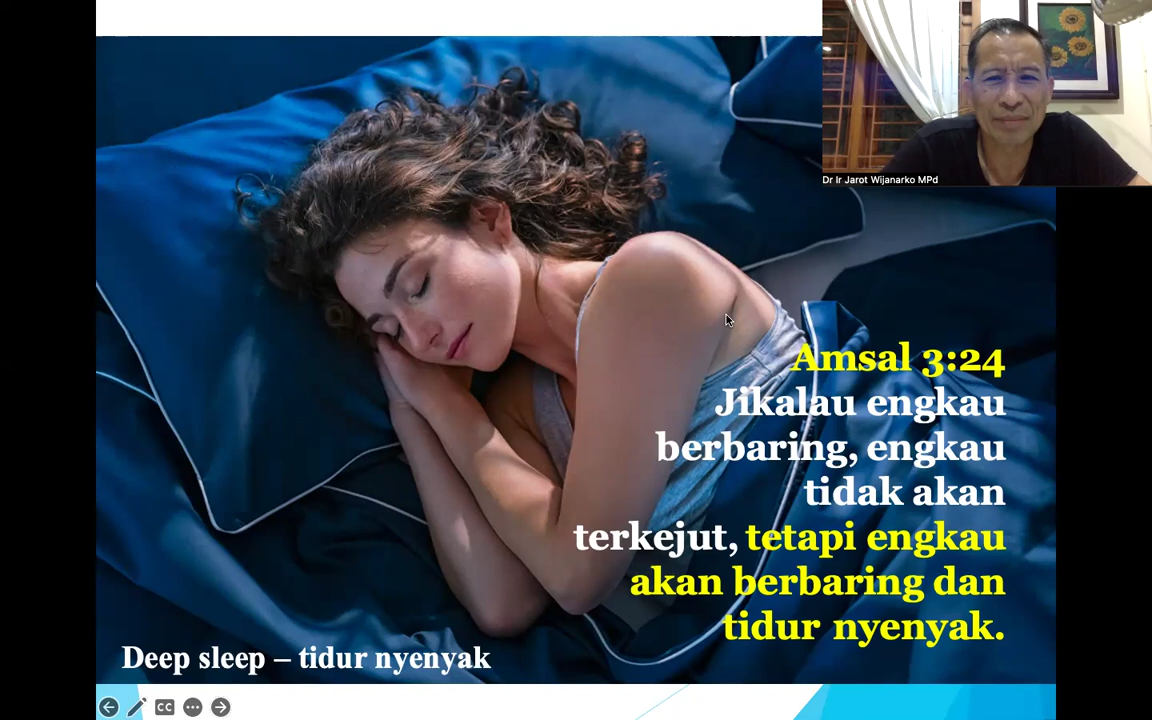 Dr Ir Jarot Wijanarko MPd
Amsal 3:24
Jikalau engkau
berbaring, engkau
tidak akan
terkejut, tetapi engkau
akan berbaring dan
tidur nyenyak.
Deep sleep – tidur nyenyak
CC